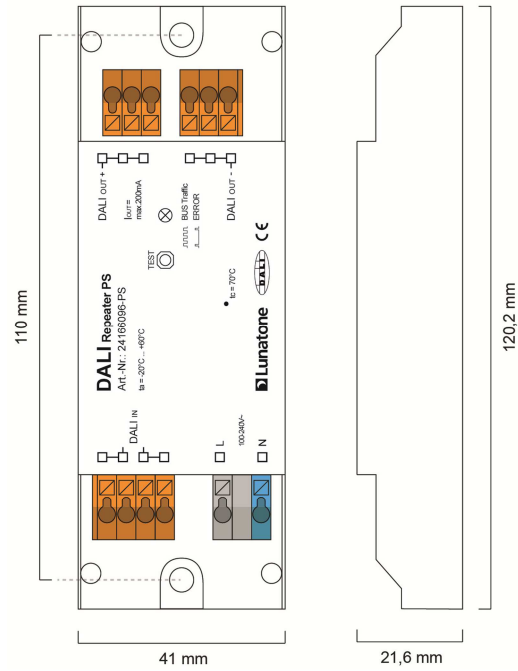 DALI OUT +
IOUT=
max.200mA
BUS Traffic
ERROR
DALI OUT -
TEST
DALI Repeater PS
Art.-Nr.: 24166096-PS
ta = -20°C ... +60°C
tc = 70°C
Lunatone
DALI
CE
DALI IN
L
100-240V~
N
110 mm
120,2 mm
41 mm
21,6 mm